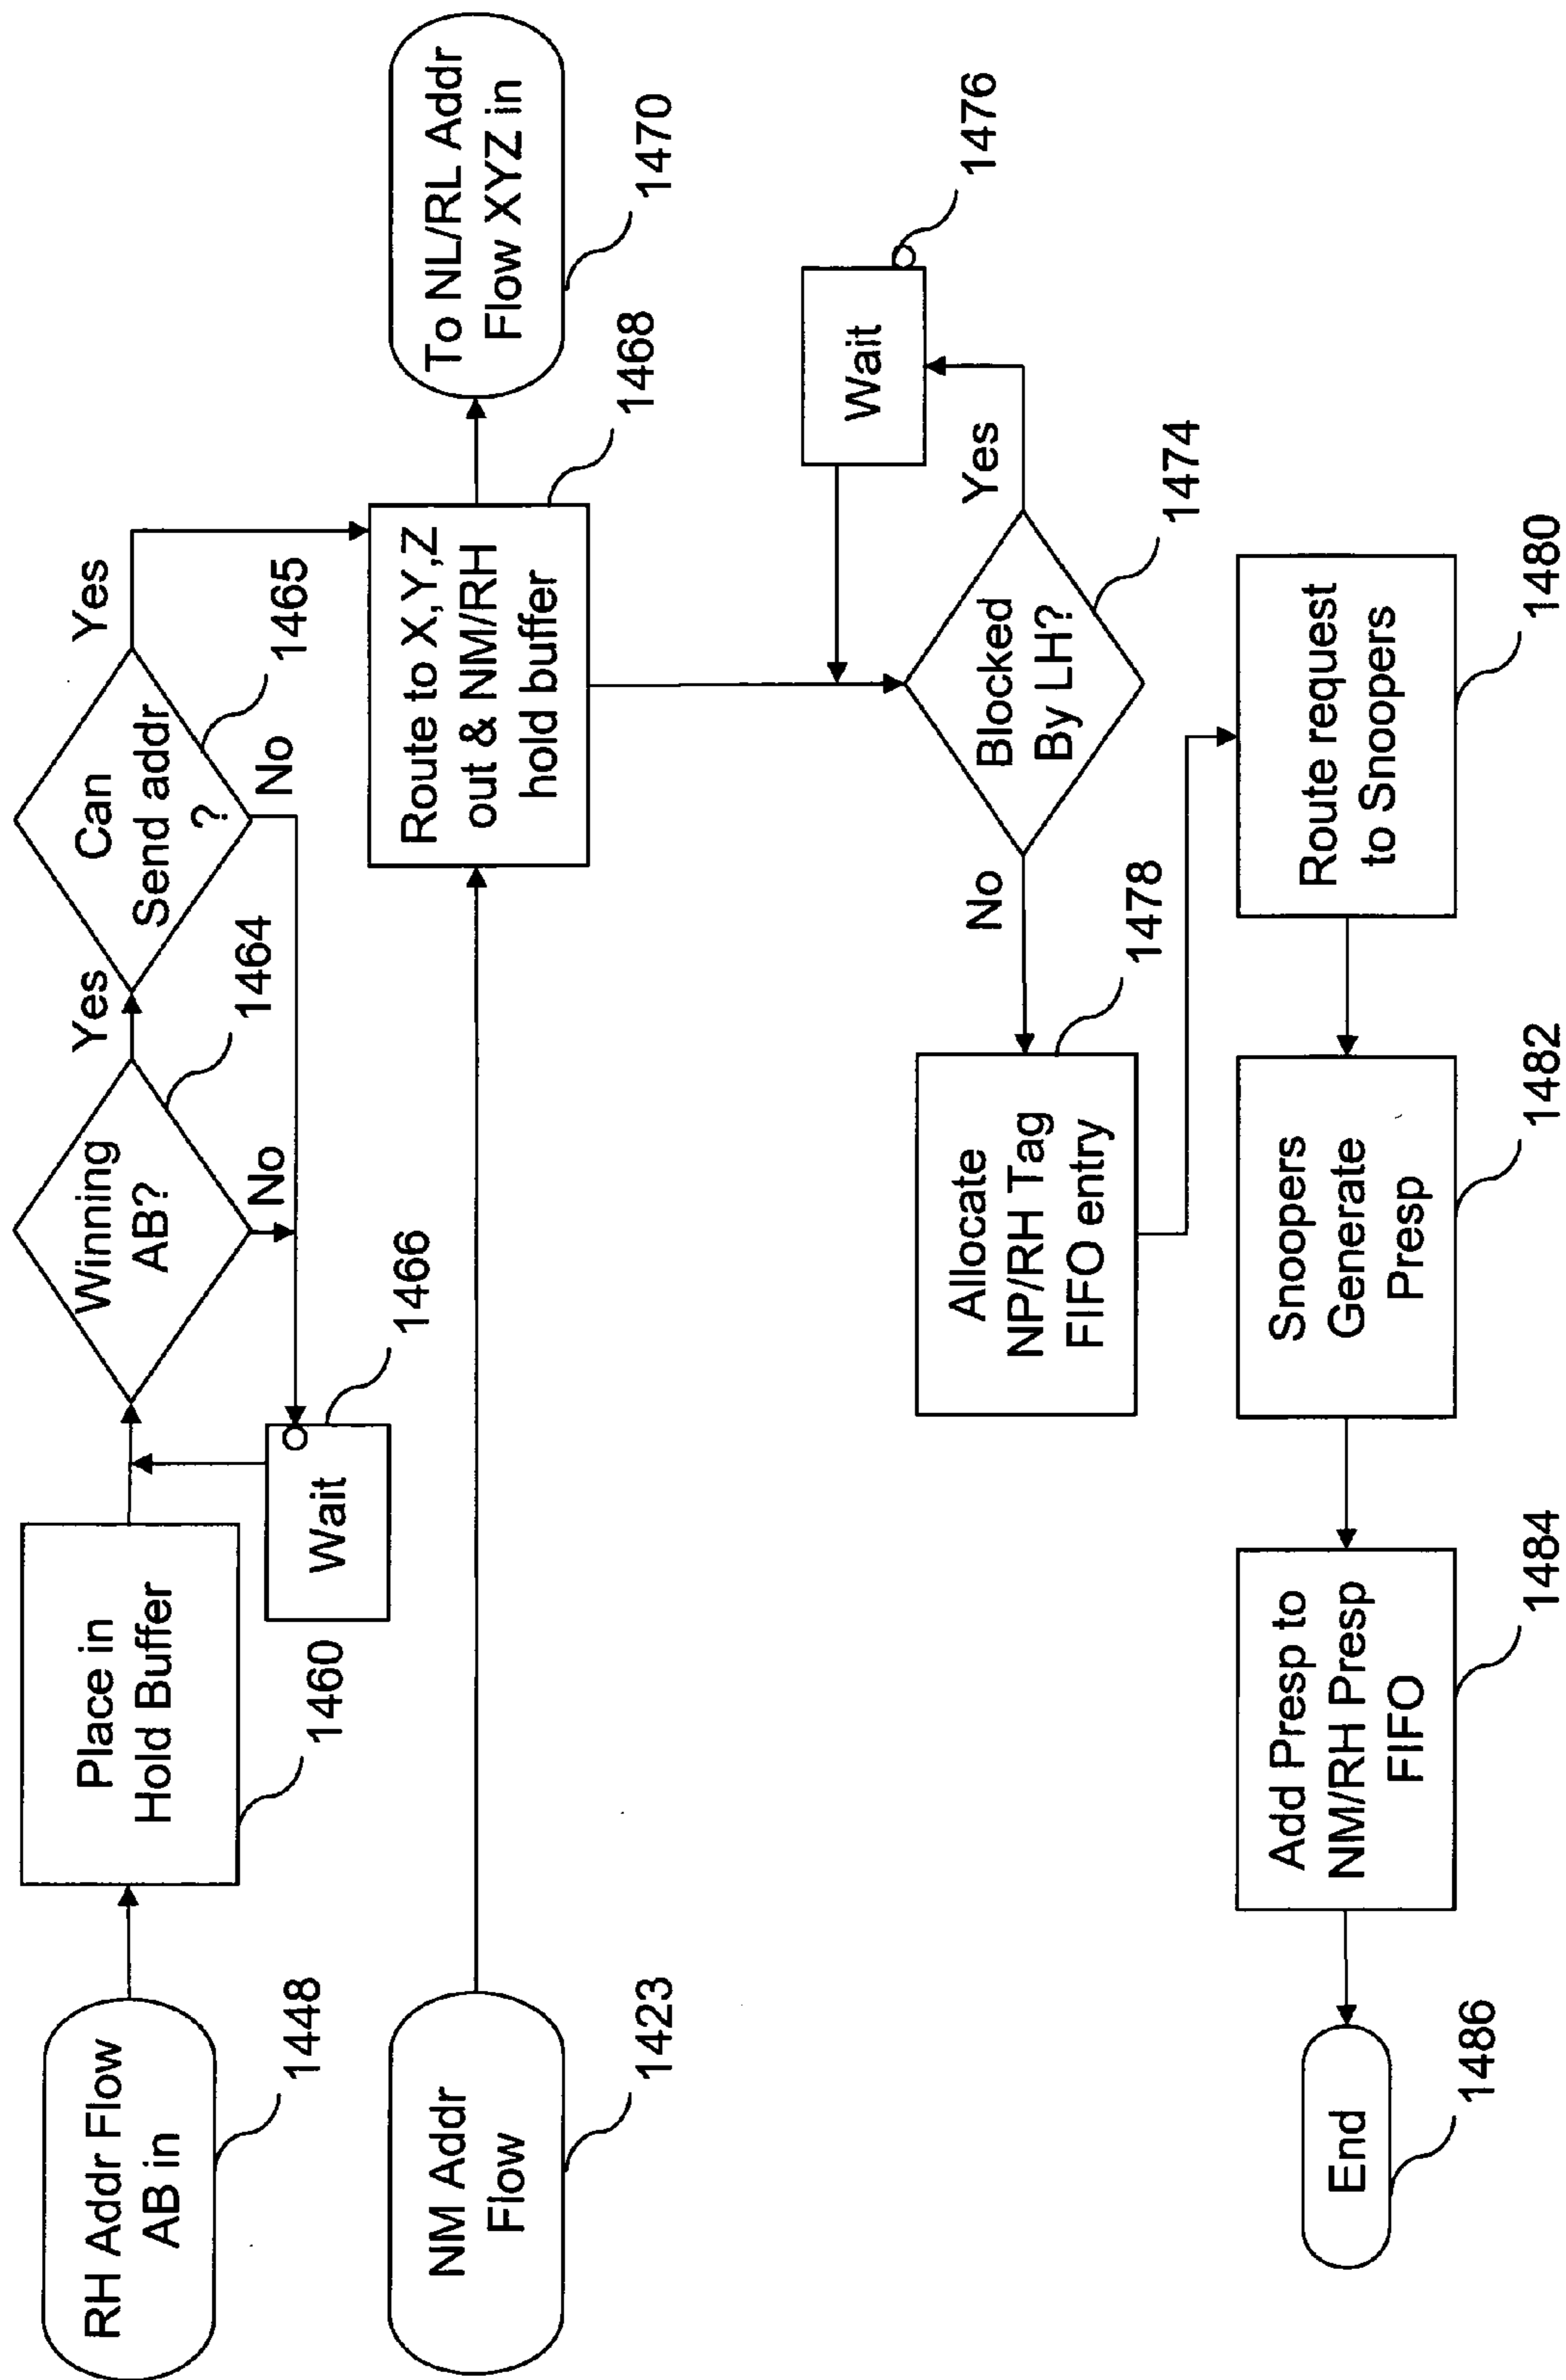 RH Addr Flow
AB in
1448
Place in
Hold Buffer
1460
Wait
1466
Winning
AB?
1464
Yes
No
Can
Send addr
?
1465
Yes
No
NM Addr
Flow
1423
Route to X,Y,Z
out & NM/RH
hold buffer
1468
To NL/RL Addr
Flow XYZ in
1470
Blocked
By LH?
1474
Yes
No
Wait
1476
Allocate
NP/RH Tag
FIFO entry
1478
Route request
to Snoopers
1480
Snoopers
Generate
Presp
1482
Add Presp to
NM/RH Presp
FIFO
1484
End
1486